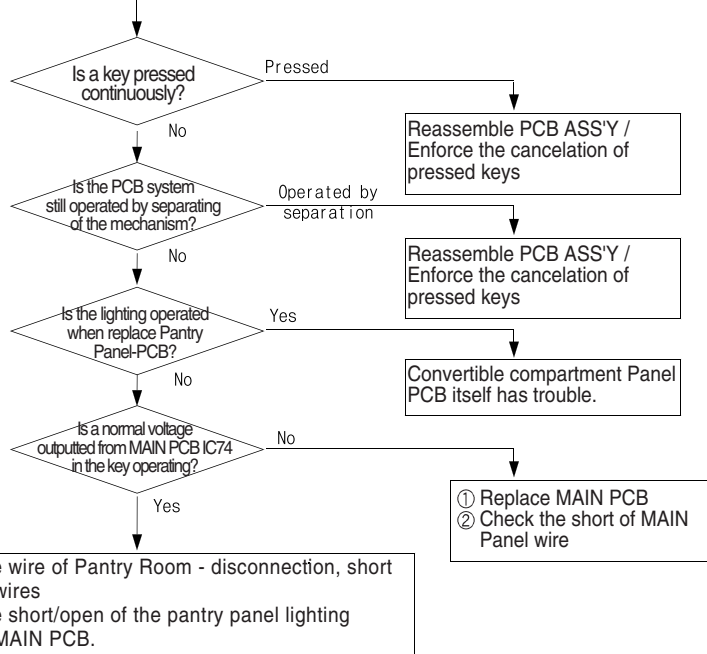 Is a key pressed
continuously?
Pressed
No
Reassemble PCB ASS'Y /
Enforce the cancelation of
pressed keys
Is the PCB system
still operated by separating
of the mechanism?
Operated by
separation
No
Reassemble PCB ASS'Y /
Enforce the cancelation of
pressed keys
Is the lighting operated
when replace Pantry
Panel-PCB?
Yes
No
Convertible compartment Panel
PCB itself has trouble.
Is a normal voltage
outputted from MAIN PCB IC74
in the key operating?
No
Yes
① Replace MAIN PCB
② Check the short of MAIN
Panel wire
wire of Pantry Room - disconnection, short
wires
short/open of the pantry panel lighting
MAIN PCB.